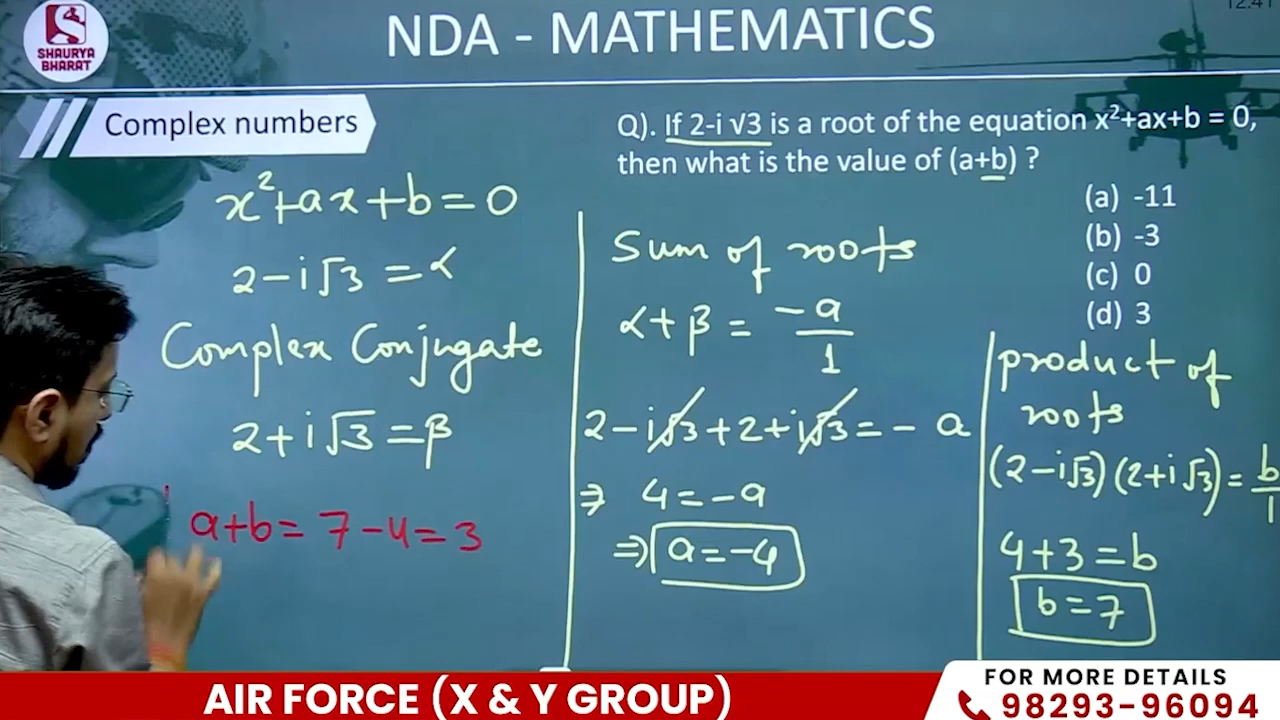 12:41
NDA - MATHEMATICS
SHAURYA
BHARAT
Complex numbers
Q). If 2-i √3 is a root of the equation x²+ax+b = 0,
then what is the value of (a+b) ?
(a) -11
(b) -3
(c) 0
(d) 3
x²+ax+b=0
2-i√3=α
Complex Conjugate
2+i√3=β
a+b=7-4=3
Sum of roots
α+β = -a/1
2-i√3+2+i√3=- a
⇒ 4=-a
⇒ a=-4
product of
roots
(2-i√3)(2+i√3)=b/1
4+3=b
b=7
AIR FORCE (X & Y GROUP)
FOR MORE DETAILS
98293-96094